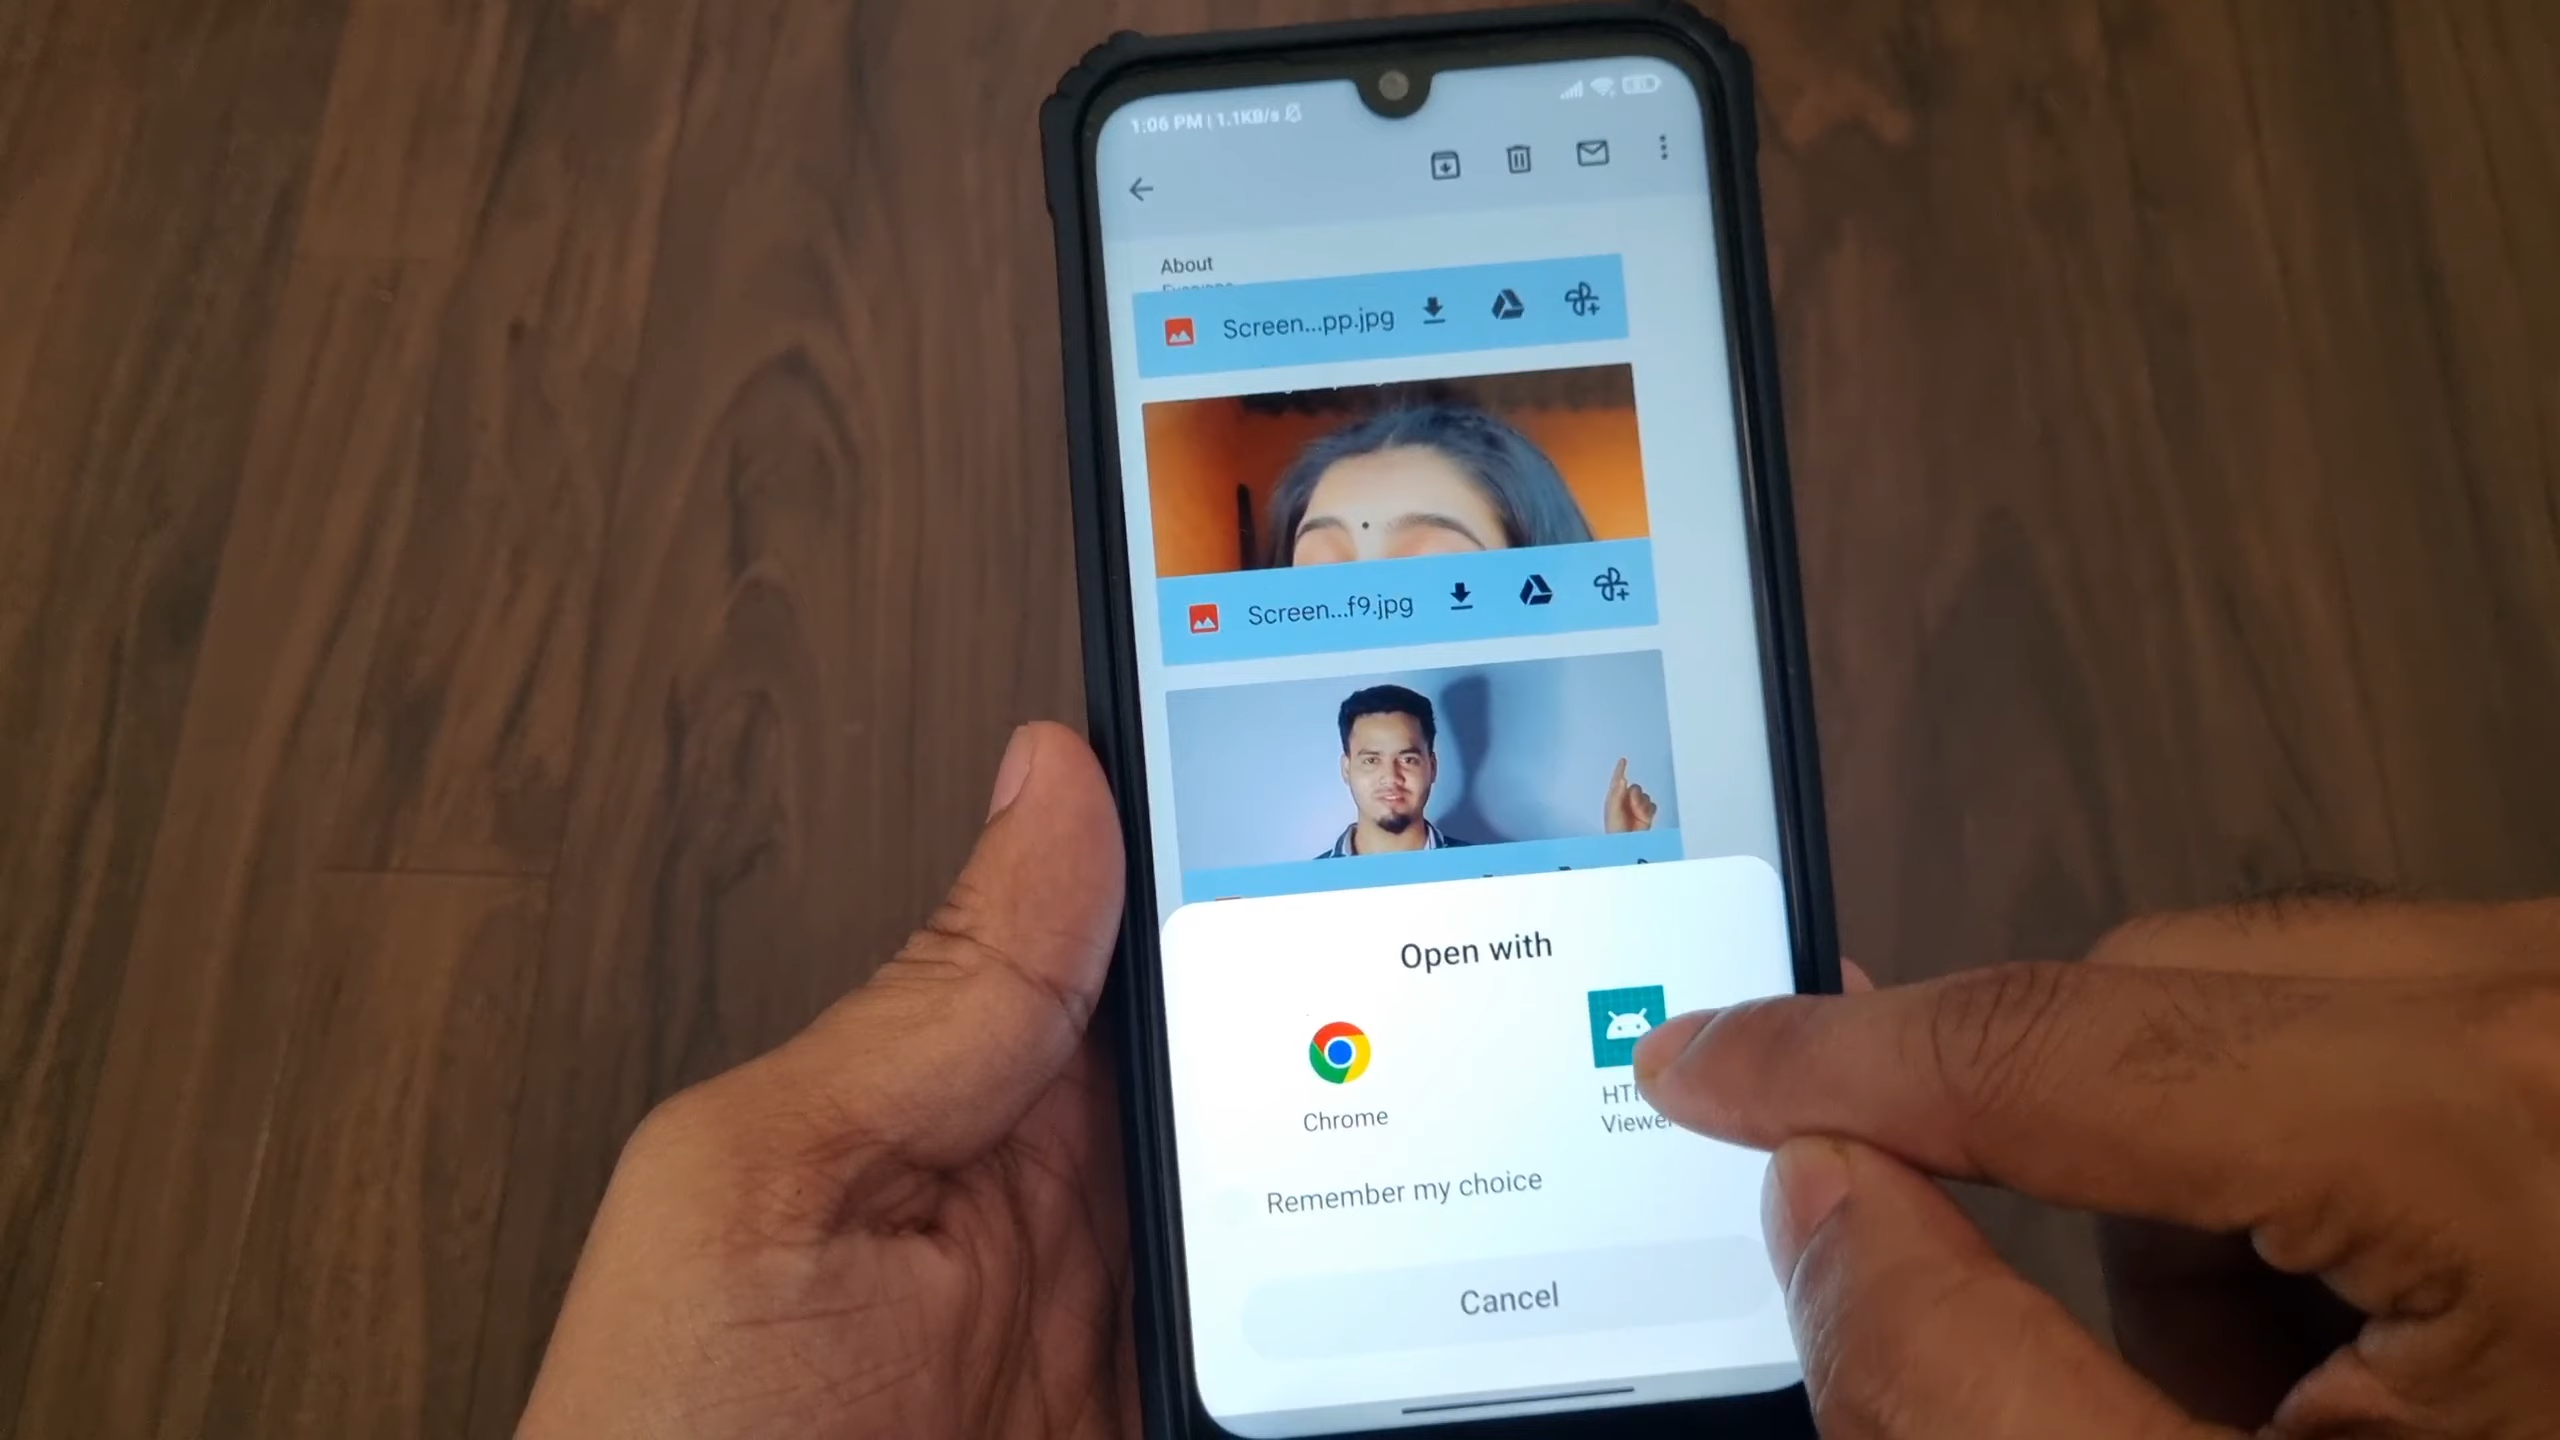 1:06 PM | 1.1KB/s
About
Screen...pp.jpg
Screen...f9.jpg
Open with
Chrome
Viewer
Remember my choice
Cancel